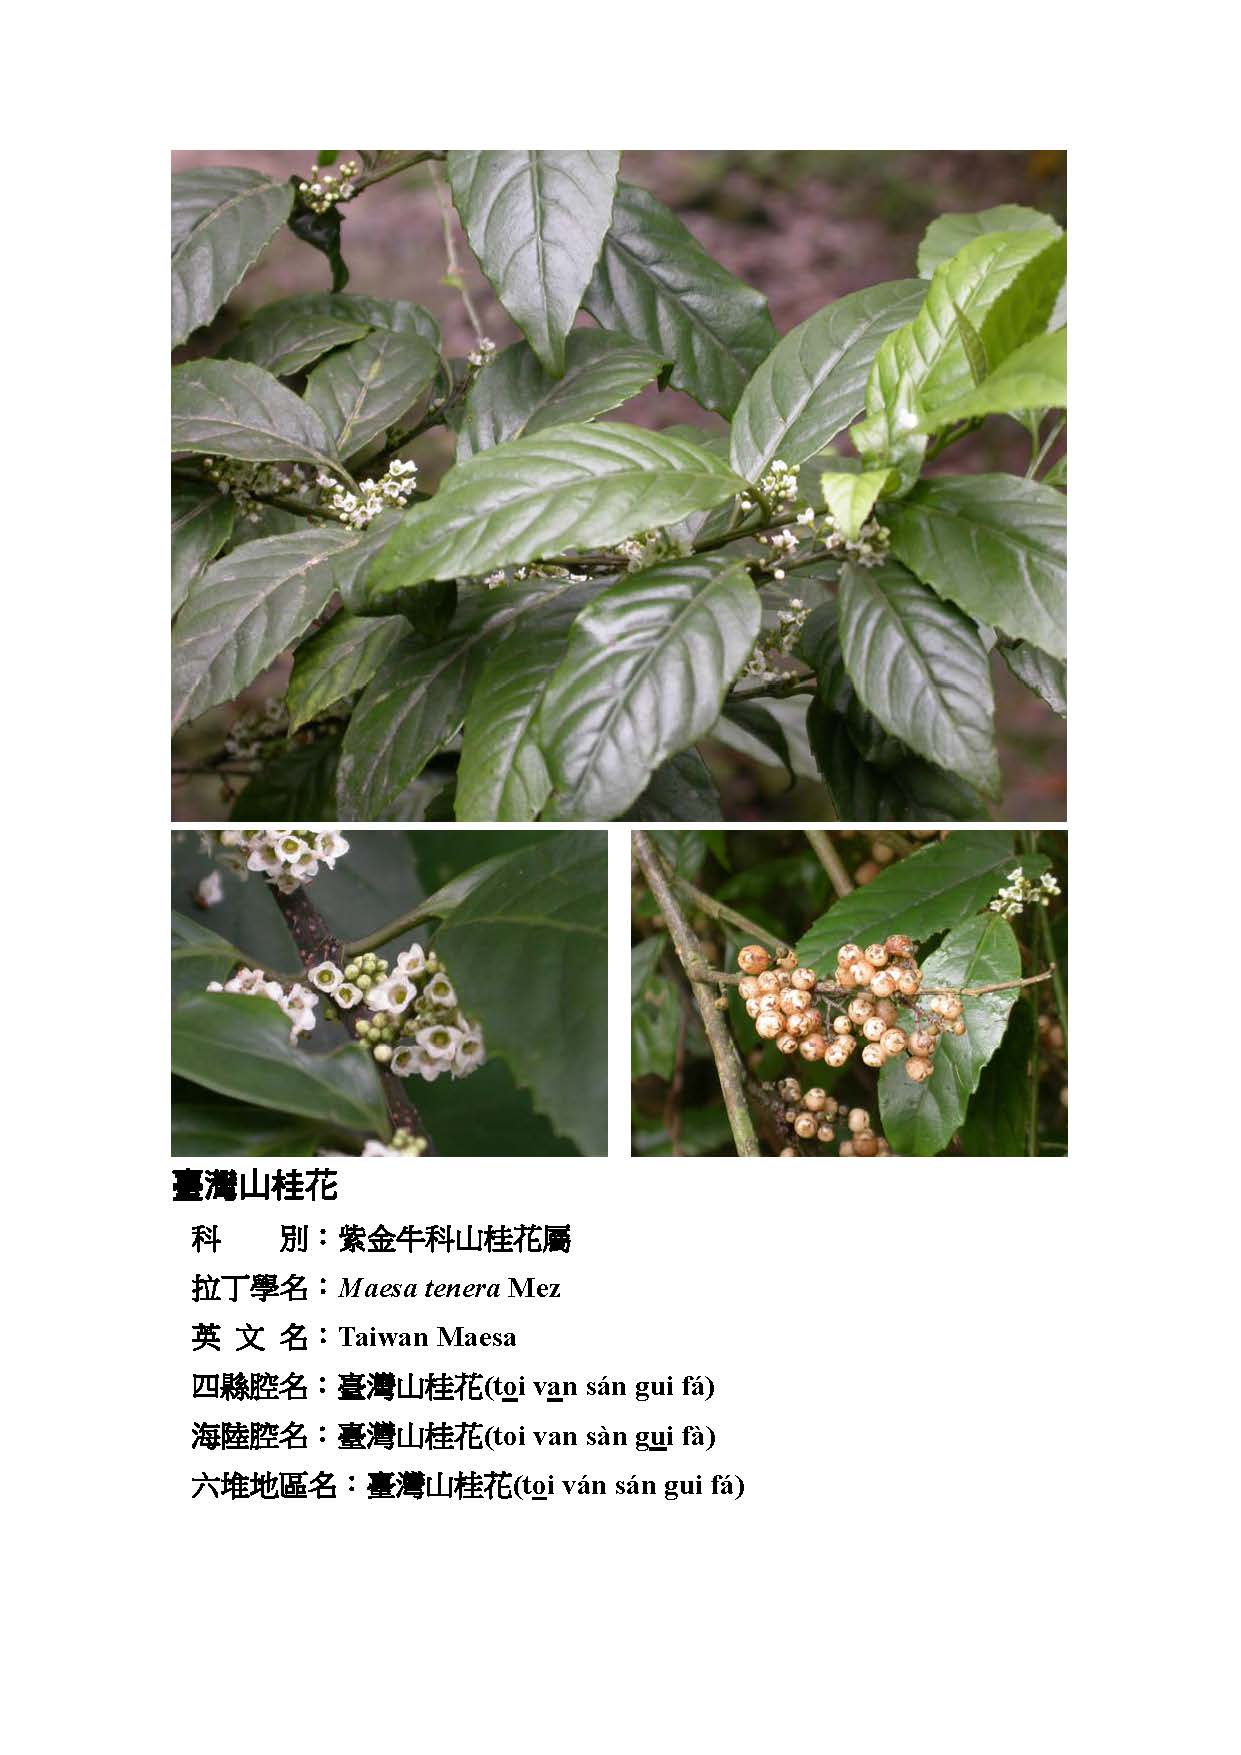 臺灣山桂花
科　　別：紫金牛科山桂花屬
拉丁學名：Maesa tenera Mez
英 文 名：Taiwan Maesa
四縣腔名：臺灣山桂花(toi van sán gui fá)
海陸腔名：臺灣山桂花(toi van sàn gui fà)
六堆地區名：臺灣山桂花(toi ván sán gui fá)